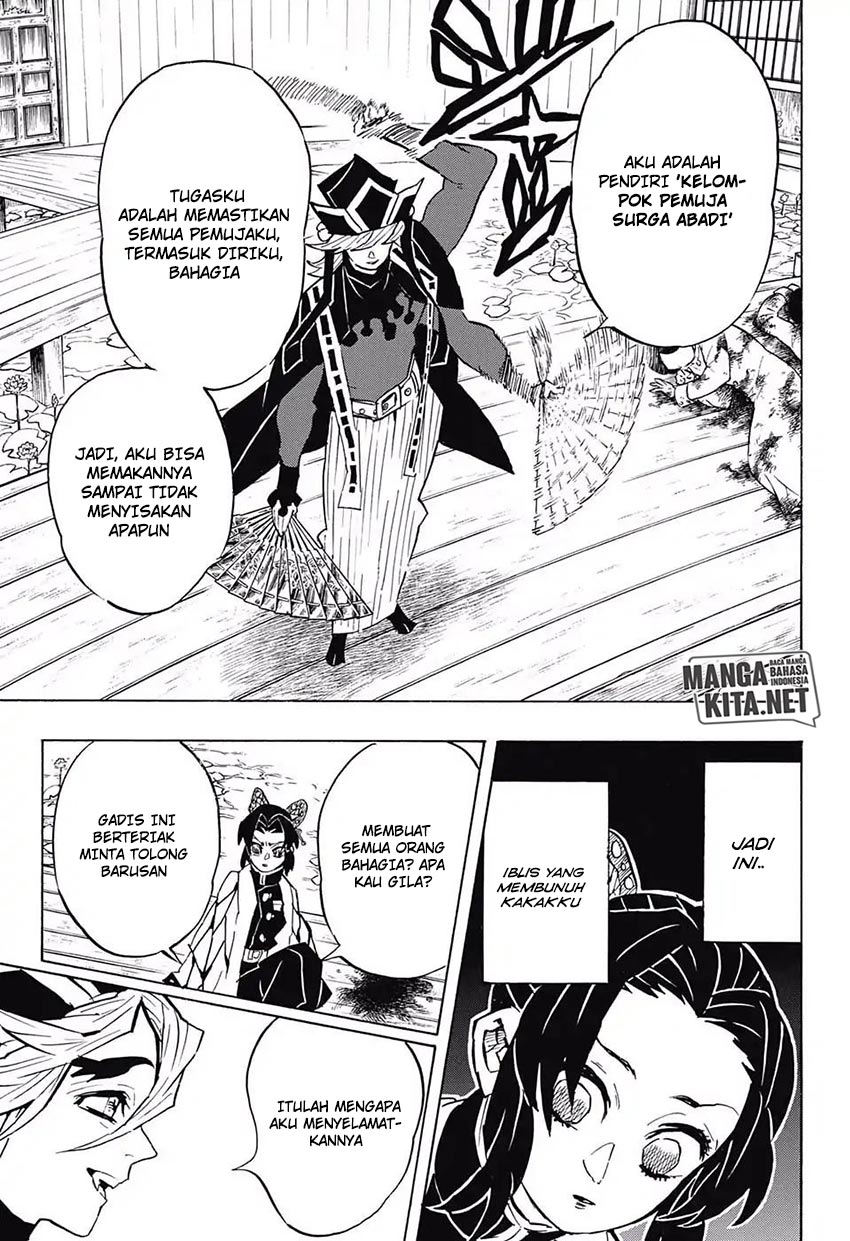 AKU ADALAH
PENDIRI 'KELOM-
POK PEMUJA
SURGA ABADI'
TUGASKU
ADALAH MEMASTIKAN
SEMUA PEMUJAKU,
TERMASUK DIRIKU,
BAHAGIA
JADI, AKU BISA
MEMAKANNYA
SAMPAI TIDAK
MENYISAKAN
APAPUN
MANGA
KITA.NET
BACA MANGA
BAHASA
INDONESIA
JADI
INI..
IBLIS YANG
MEMBUNUH
KAKAKKU
MEMBUAT
SEMUA ORANG
BAHAGIA? APA
KAU GILA?
GADIS INI
BERTERIAK
MINTA TOLONG
BARUSAN
ITULAH MENGAPA
AKU MENYELAMAT-
KANNYA